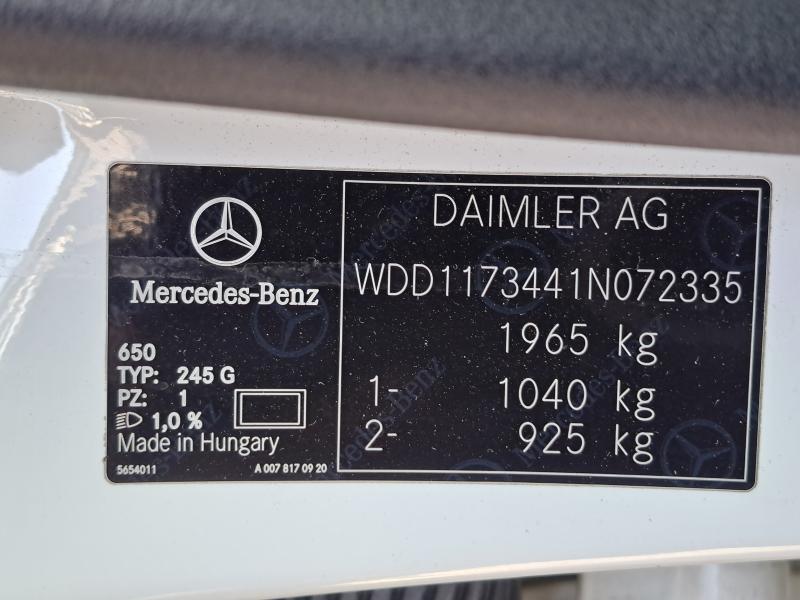 Mercedes-Benz
650
TYP: 245 G
PZ: 1
1,0 %
Made in Hungary
5654011
A 007 817 09 20
DAIMLER AG
WDD1173441N072335
1965 kg
1- 1040 kg
2- 925 kg